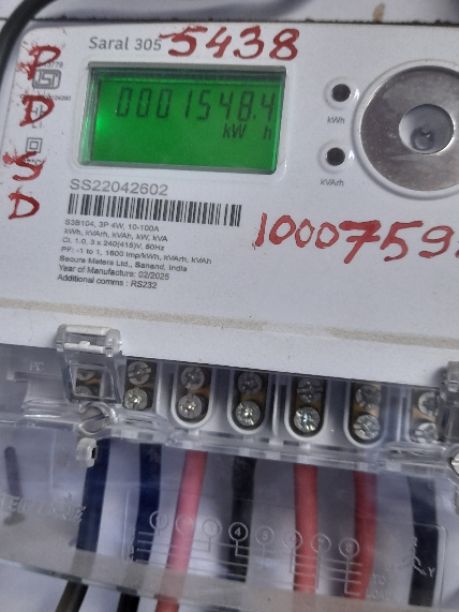 Saral 305 5438
P
D
S
D
0001548.4
kW h
kWh
kVArh
SS22042602
S3B104, 3P 4W, 10-100A
kWh, kVArh, kVAh, kW, kVA
Cl. 1.0, 3 x 240(415)V, 50Hz
PF: -1 to 1, 1600 imp/kWh, kVArh, kVAh
Secure Meters Ltd., Sanand, India
Year of Manufacture: 02/2025
Additional comms : RS232
1000759